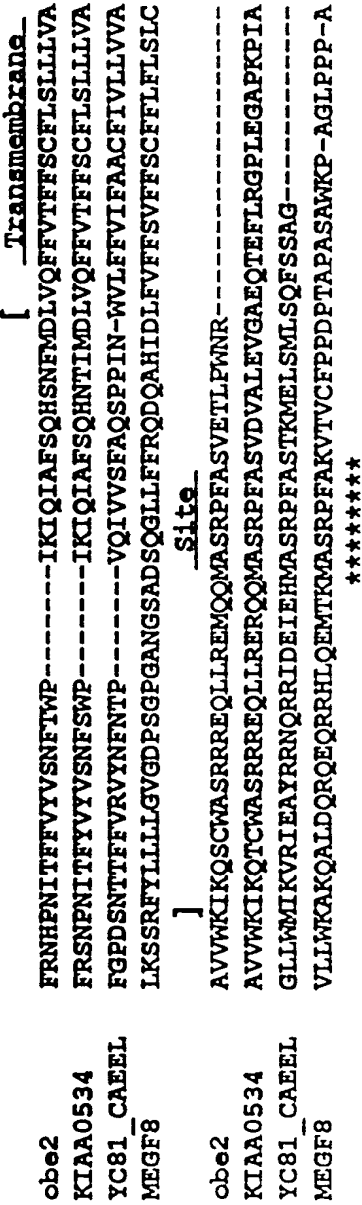 [ Transmembrane
obe2 FRNHPNITFFVYVSNFTWP-------IKIQIAFSQHSNFMDLVQFFVTFFSCFLSLLLVA
KIAA0534 FRSNPNITFYVYVSNFSWP-------IKIQIAFSQHNTIMDLVQFFVTFFSCFLSLLLVA
YC81_CAEEL FGPDSNTTFFVRVYNFNTP-------VQIVVSFAQSPPIN-WVLFFVIFAACFIVLLVVA
MEGF8 LKSSRFYLLLLGVGDPSGPGANGSADSQGLLFFRQDQAHIDLFVFFSVFFSCFFLFLSLC
] Site
obe2 AVVWKIKQSCWASRRREQLLREMQQMASRPFASVETLPWNR-------------------
KIAA0534 AVVWKIKQTCWASRRREQLLRERQQMASRPFASVDVALEVGAEQTEFLRGPLEGAPKPIA
YC81_CAEEL GLLWMIKVRIEAYRRNQRRIDEIEHMASRPFASTKMELSMLSQFSSAG------------
MEGF8 VLLWKAKQALDQRQEQRRHLQEMTKMASRPFAKVTVCFPPDPTAPASAWKP-AGLPPP-A
********